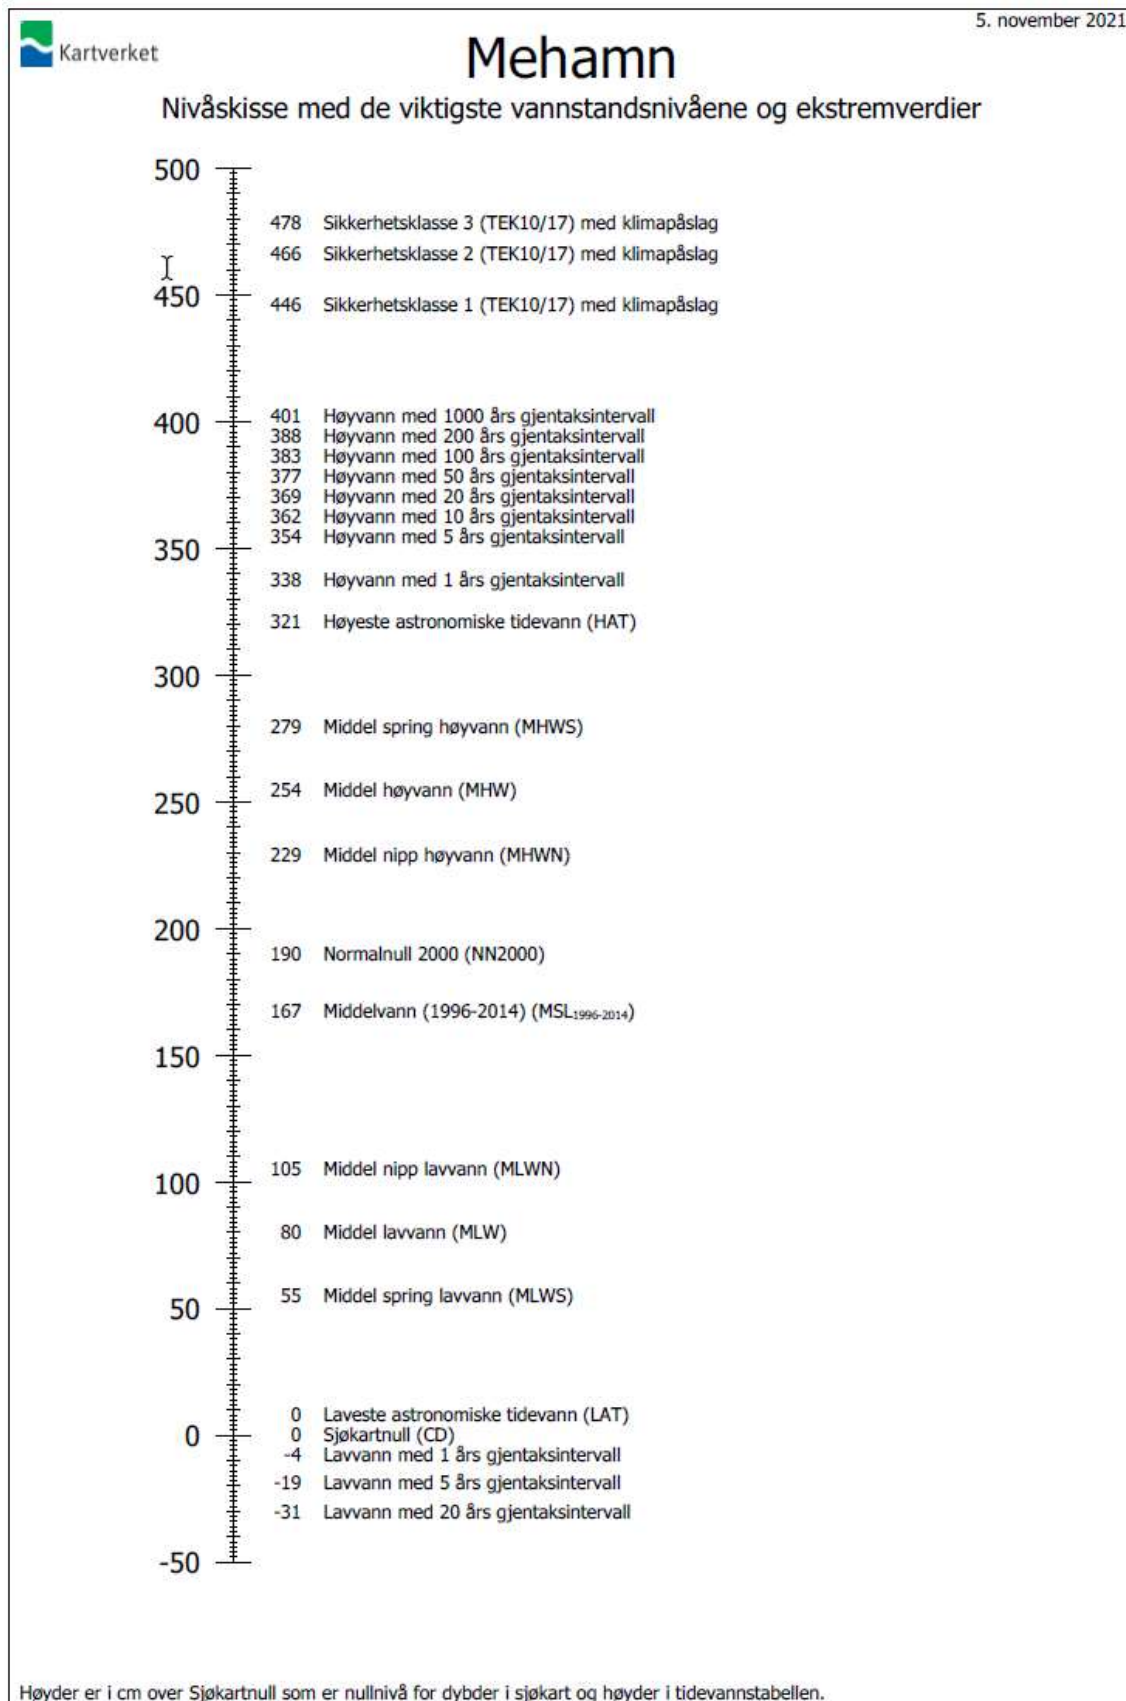 5. november 2021
Kartverket
Mehamn
Nivåskisse med de viktigste vannstandsnivåene og ekstremverdier
500
478 Sikkerhetsklasse 3 (TEK10/17) med klimapåslag
466 Sikkerhetsklasse 2 (TEK10/17) med klimapåslag
450
446 Sikkerhetsklasse 1 (TEK10/17) med klimapåslag
401 Høyvann med 1000 års gjentaksintervall
400
388 Høyvann med 200 års gjentaksintervall
383 Høyvann med 100 års gjentaksintervall
377 Høyvann med 50 års gjentaksintervall
369 Høyvann med 20 års gjentaksintervall
362 Høyvann med 10 års gjentaksintervall
354 Høyvann med 5 års gjentaksintervall
350
338 Høyvann med 1 års gjentaksintervall
321 Høyeste astronomiske tidevann (HAT)
300
279 Middel spring høyvann (MHWS)
254 Middel høyvann (MHW)
250
229 Middel nipp høyvann (MHWN)
200
190 Normalnull 2000 (NN2000)
167 Middelvann (1996-2014) (MSL1996-2014)
150
105 Middel nipp lavvann (MLWN)
100
80 Middel lavvann (MLW)
55 Middel spring lavvann (MLWS)
50
0 Laveste astronomiske tidevann (LAT)
0
0 Sjøkartnull (CD)
-4 Lavvann med 1 års gjentaksintervall
-19 Lavvann med 5 års gjentaksintervall
-31 Lavvann med 20 års gjentaksintervall
-50
Høyder er i cm over Sjøkartnull som er nullnivå for dybder i sjøkart og høyder i tidevannstabellen.